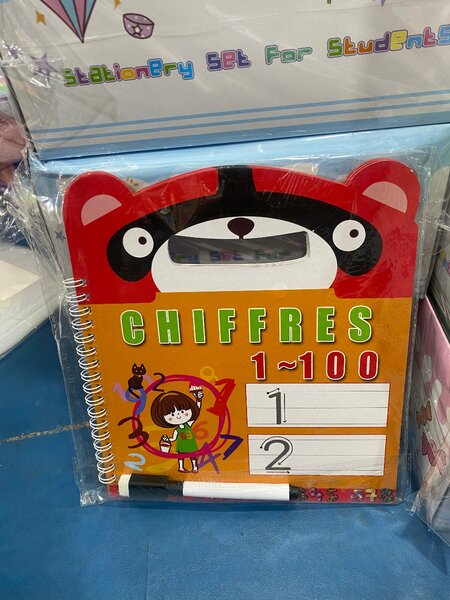 Stationery Set For Students
CHIFFRES
1~100
1
2